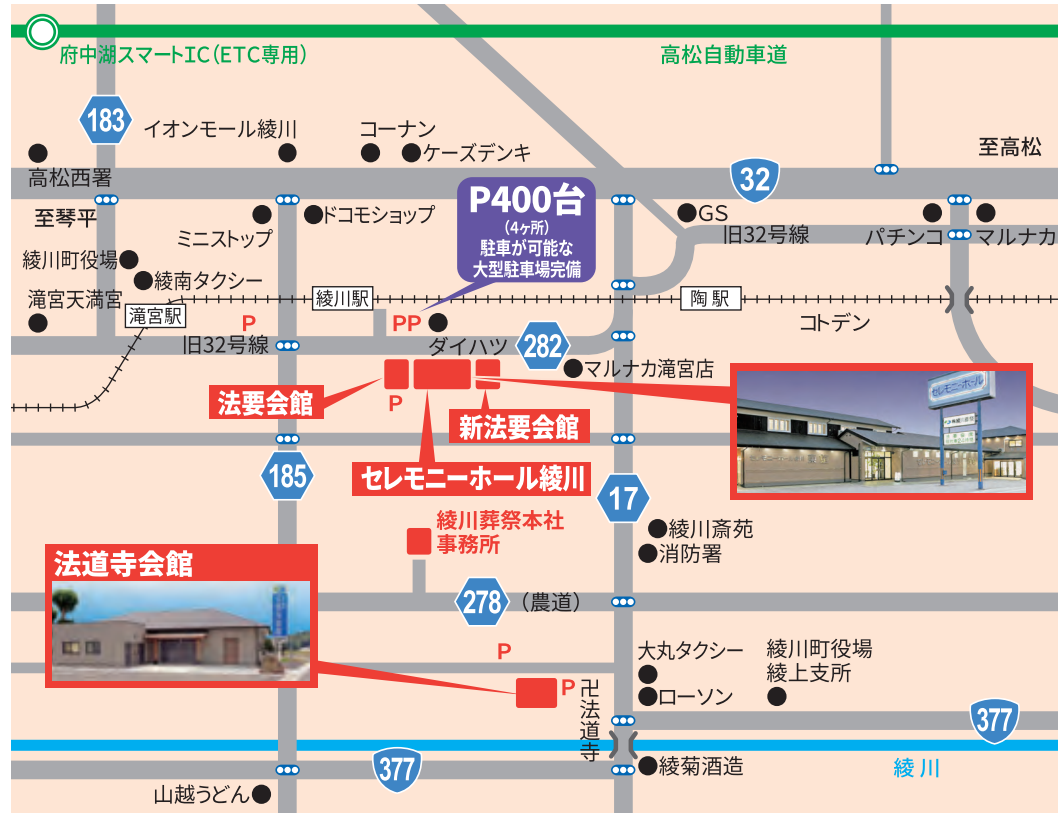 府中湖スマートIC（ETC専用）
高松自動車道
183
イオンモール綾川
コーナン
ケーズデンキ
高松西署
32
至高松
至琴平
ミニストップ
ドコモショップ
P400台
（4ヶ所）
駐車が可能な
大型駐車場完備
GS
旧32号線
パチンコ
マルナカ
綾川町役場
綾南タクシー
滝宮天満宮
滝宮駅
綾川駅
陶駅
コトデン
P
PP
旧32号線
ダイハツ
282
マルナカ滝宮店
法要会館
P
新法要会館
セレモニーホール綾川
セレモニーホール
185
17
綾川葬祭本社
事務所
綾川斎苑
消防署
法道寺会館
278
（農道）
P
大丸タクシー
綾川町役場
綾上支所
P
卍法道寺
ローソン
377
377
綾川
綾菊酒造
山越うどん